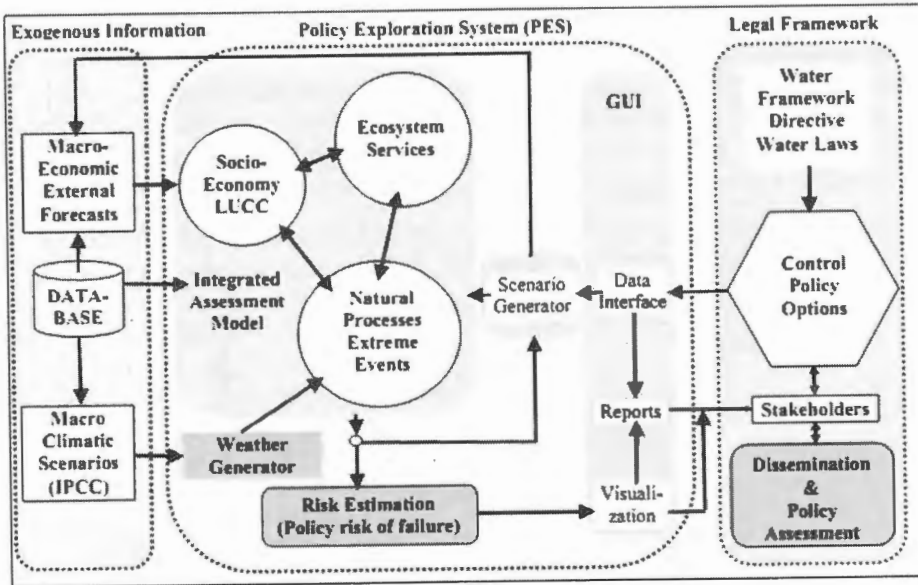 Exogenous Information
Policy Exploration System (PES)
Legal Framework
Macro-
Economic
External
Forecasts
DATA-
BASE
Macro
Climatic
Scenarios
(IPCC)
Socio-
Economy
LUCC
Ecosystem
Services
Integrated
Assessment
Model
Natural
Processes
Extreme
Events
Weather
Generator
Risk Estimation
(Policy risk of failure)
Scenario
Generator
GUI
Data
Interface
Reports
Visuali-
zation
Water
Framework
Directive
Water Laws
Control
Policy
Options
Stakeholders
Dissemination
&
Policy
Assessment